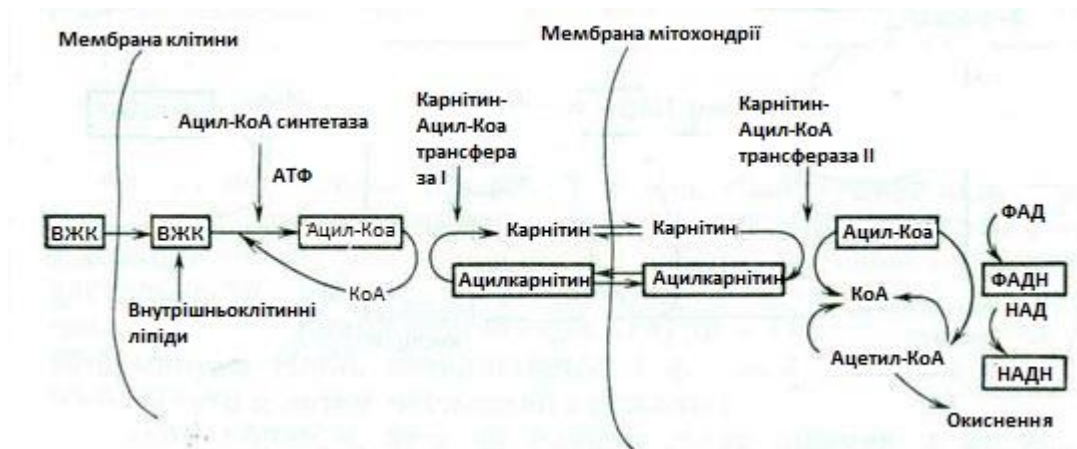 Мембрана клітини
Мембрана мітохондрії
Ацил-КоА синтетаза
АТФ
Карнітин-
Ацил-Коа
трансфера
за І
Карнітин-
Ацил-КоА
трансфераза ІІ
ВЖК
ВЖК
Ацил-Коа
КоА
Внутрішньоклітинні
ліпіди
Карнітин
Карнітин
Ацилкарнітин
Ацилкарнітин
Ацил-Коа
КоА
Ацетил-КоА
Окиснення
ФАД
ФАДН
НАД
НАДН